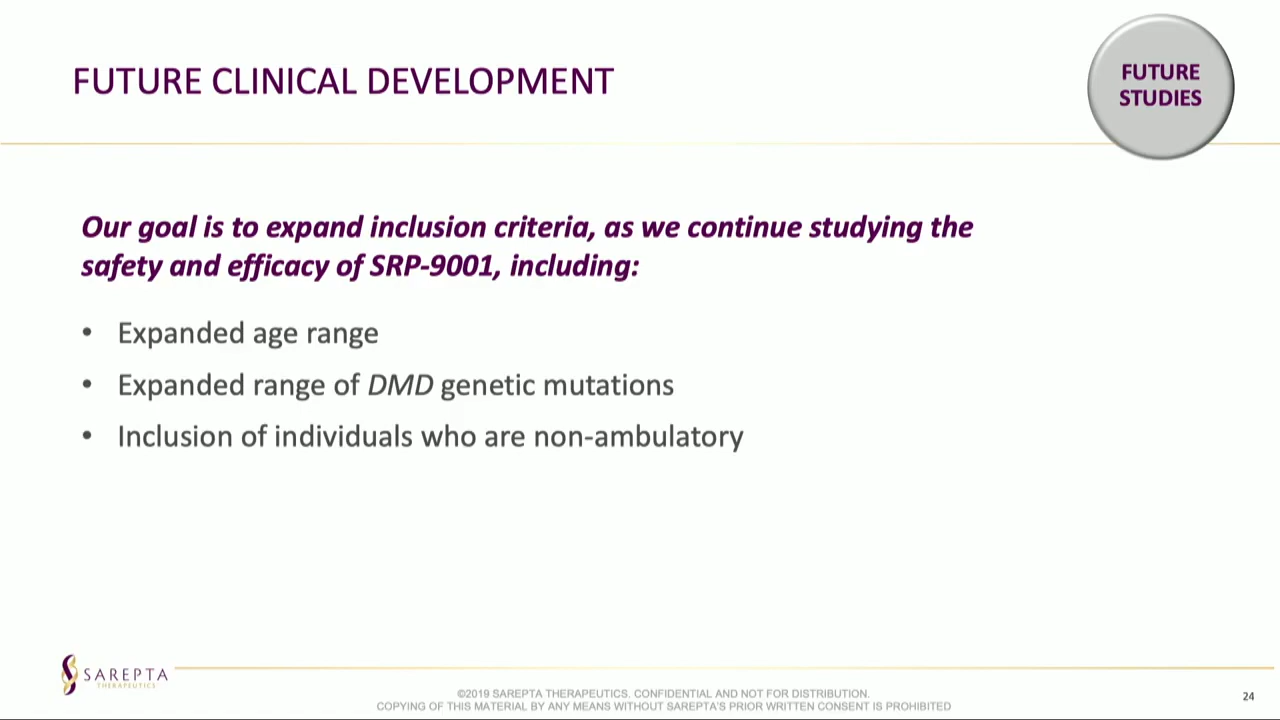 FUTURE CLINICAL DEVELOPMENT
FUTURE
STUDIES
Our goal is to expand inclusion criteria, as we continue studying the
safety and efficacy of SRP-9001, including:
• Expanded age range
• Expanded range of DMD genetic mutations
• Inclusion of individuals who are non-ambulatory
SAREPTA
THERAPEUTICS
©2019 SAREPTA THERAPEUTICS. CONFIDENTIAL AND NOT FOR DISTRIBUTION.
COPYING OF THIS MATERIAL BY ANY MEANS WITHOUT SAREPTA'S PRIOR WRITTEN CONSENT IS PROHIBITED
24